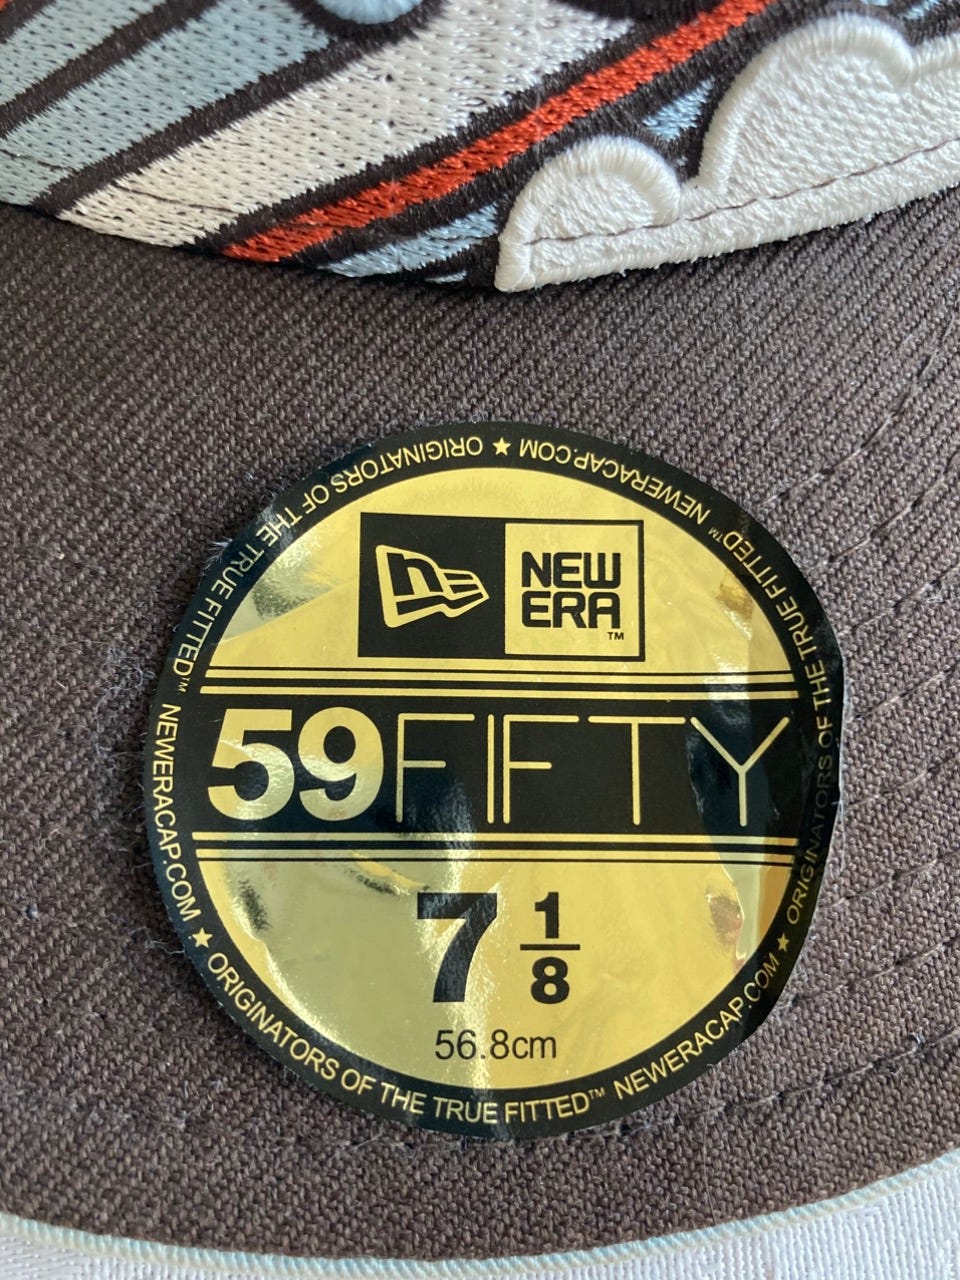 NEW
ERA™
59FIFTY
7 1/8
56.8cm
ORIGINATORS OF THE TRUE FITTED™ NEWERACAP.COM ★ ORIGINATORS OF THE TRUE FITTED™ NEWERACAP.COM ★ ORIGINATORS OF THE TRUE FITTED™ NEWERACAP.COM ★